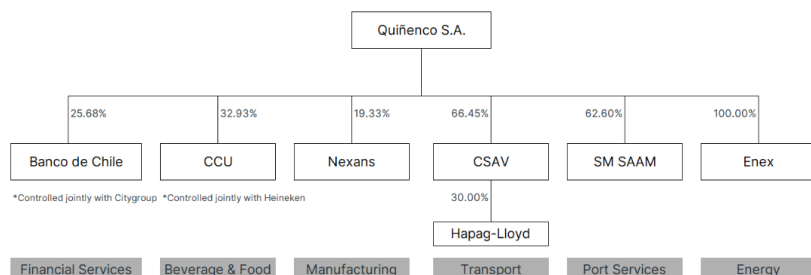 Quiñenco S.A.
25.68% 32.93% 19.33% 66.45% 62.60% 100.00%
Banco de Chile CCU Nexans CSAV SM SAAM Enex
*Controlled jointly with Citygroup *Controlled jointly with Heineken 30.00%
Hapag-Lloyd
Financial Services Beverage & Food Manufacturing Transport Port Services Energy